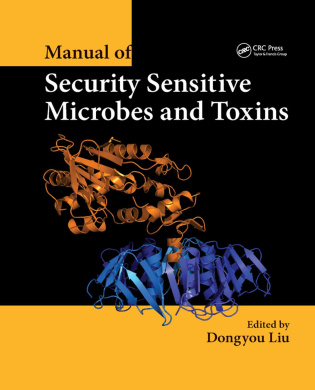 Manual of
CRC Press
Taylor & Francis Group
Security Sensitive
Microbes and Toxins
Edited by
Dongyou Liu